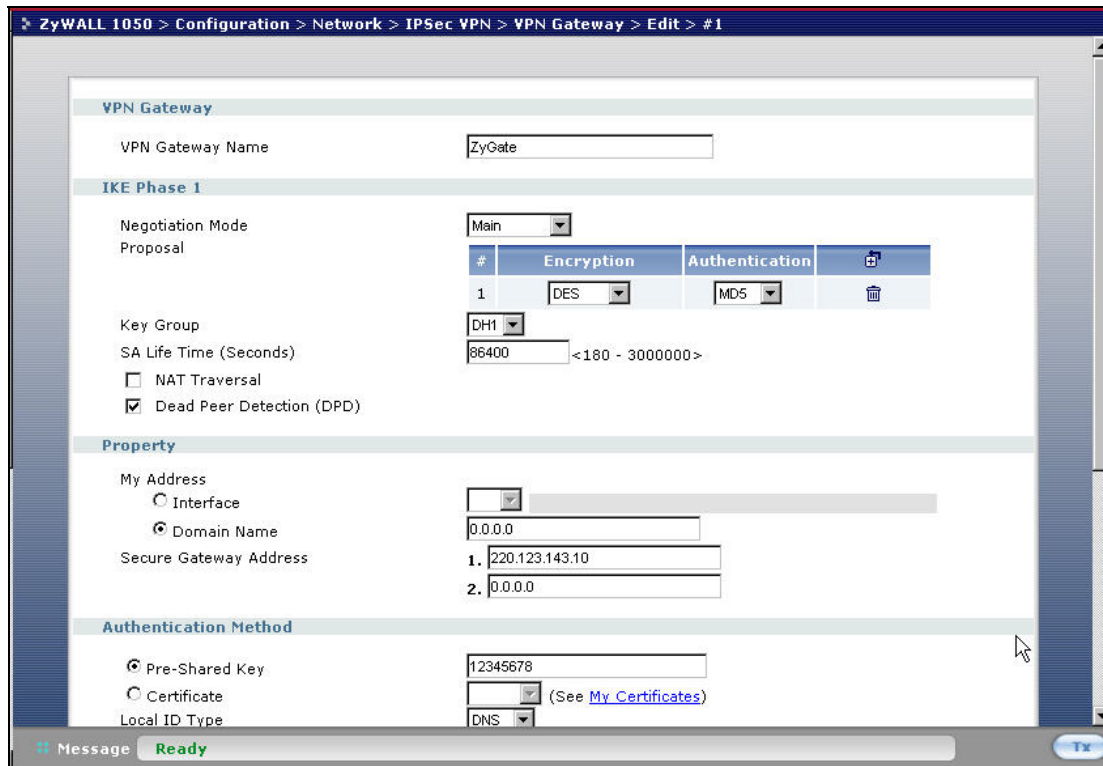 ZyWALL 1050 > Configuration > Network > IPSec VPN > VPN Gateway > Edit > #1
VPN Gateway
VPN Gateway Name ZyGate
IKE Phase 1
Negotiation Mode Main
Proposal
# Encryption Authentication
1 DES MD5
Key Group DH1
SA Life Time (Seconds) 86400 <180 - 3000000>
NAT Traversal
Dead Peer Detection (DPD)
Property
My Address
Interface
Domain Name 0.0.0.0
Secure Gateway Address 1. 220.123.143.10
2. 0.0.0.0
Authentication Method
Pre-Shared Key 12345678
Certificate (See My Certificates)
Local ID Type DNS
Message Ready Tx